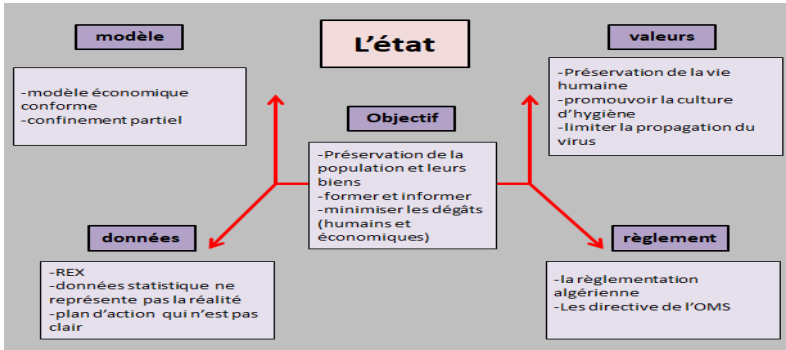 L'état
modèle
-modèle économique
conforme
-confinement partiel
valeurs
-Préservation de la vie
humaine
-promouvoir la culture
d'hygiène
-limiter la propagation du
virus
Objectif
-Préservation de la
population et leurs
biens
-former et informer
-minimiser les dégâts
(humains et
économiques)
données
-REX
-données statistique ne
représente pas la réalité
-plan d'action qui n'est pas
clair
règlement
-la règlementation
algérienne
-Les directive de l'OMS